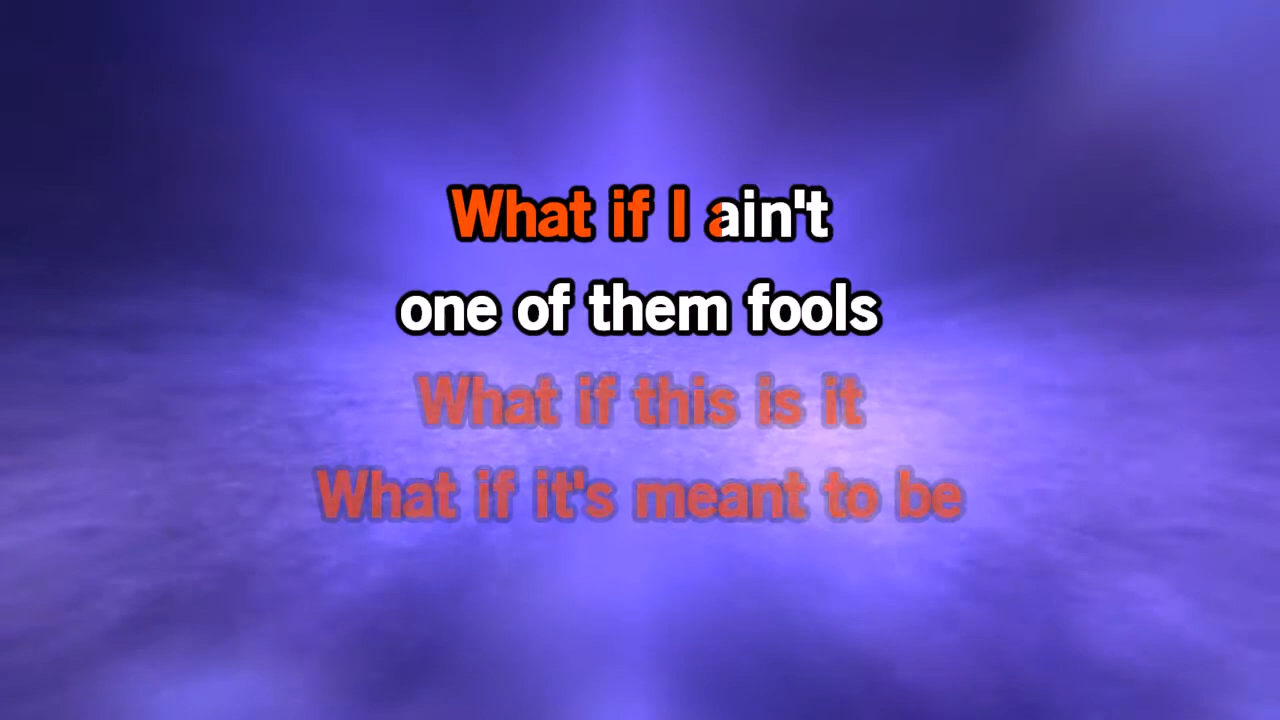 What if I ain't
one of them fools
What if this is it
What if it's meant to be